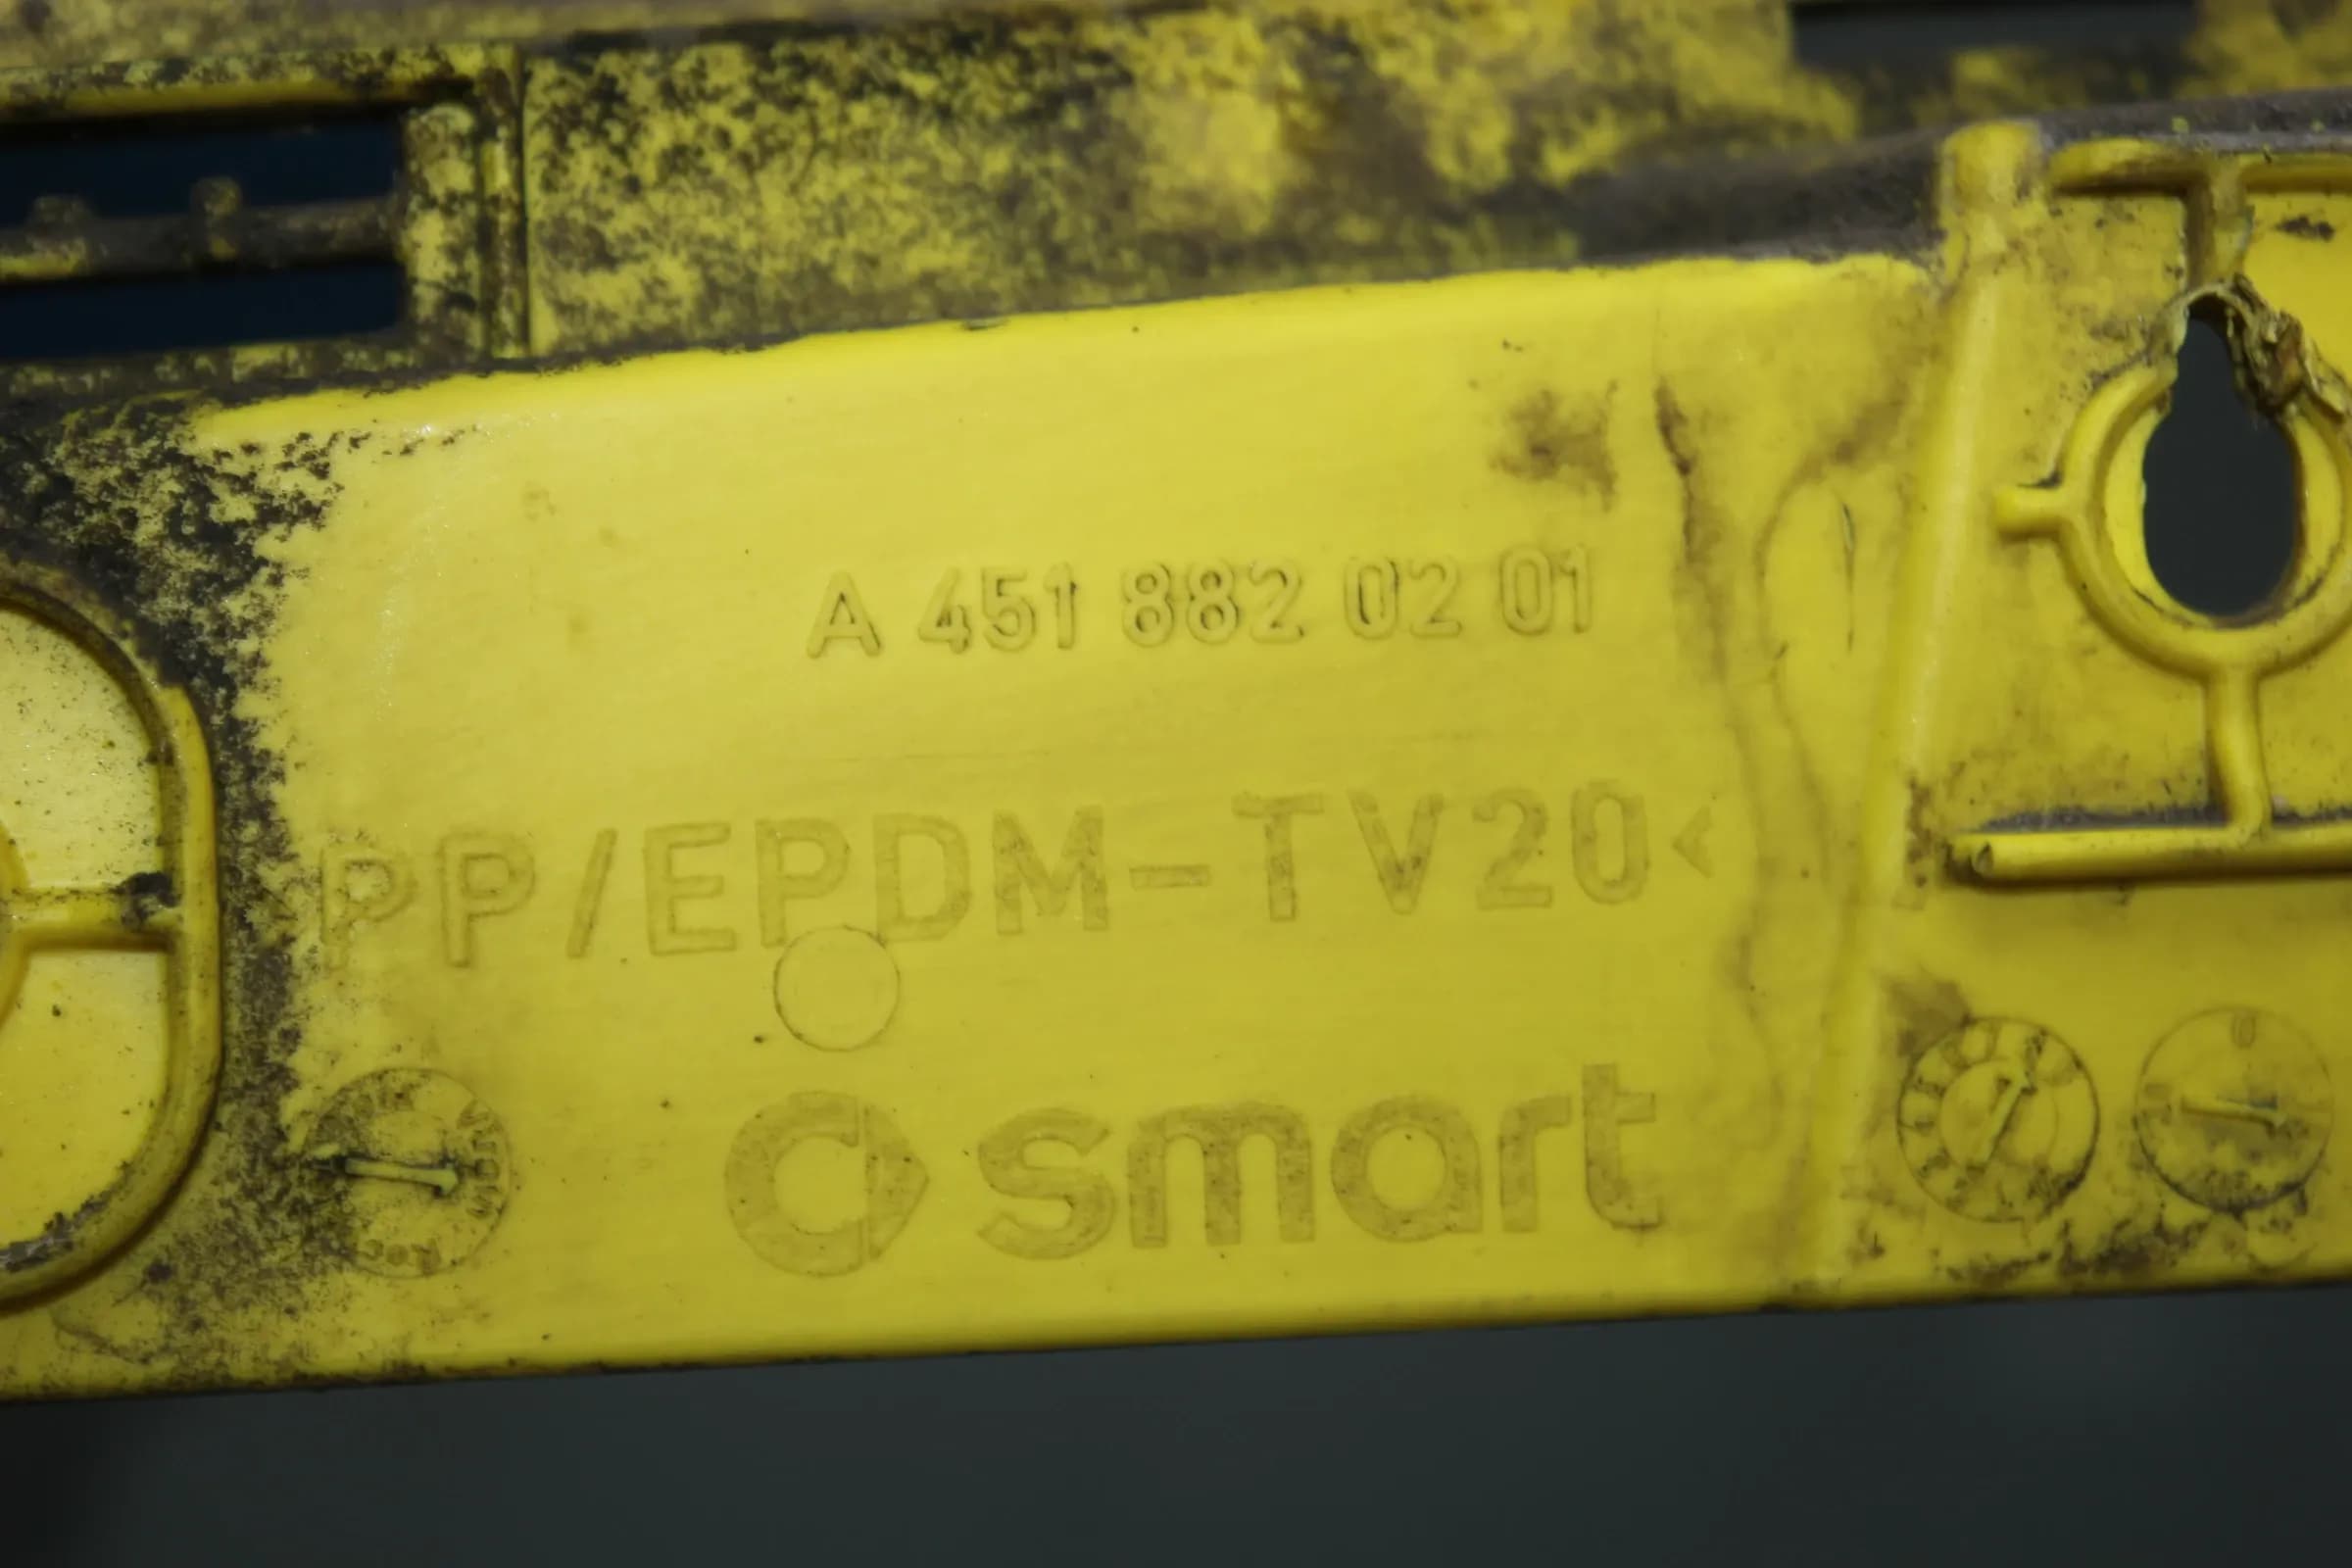 A 451 882 02 01
PP/EPDM-TV20<
smart